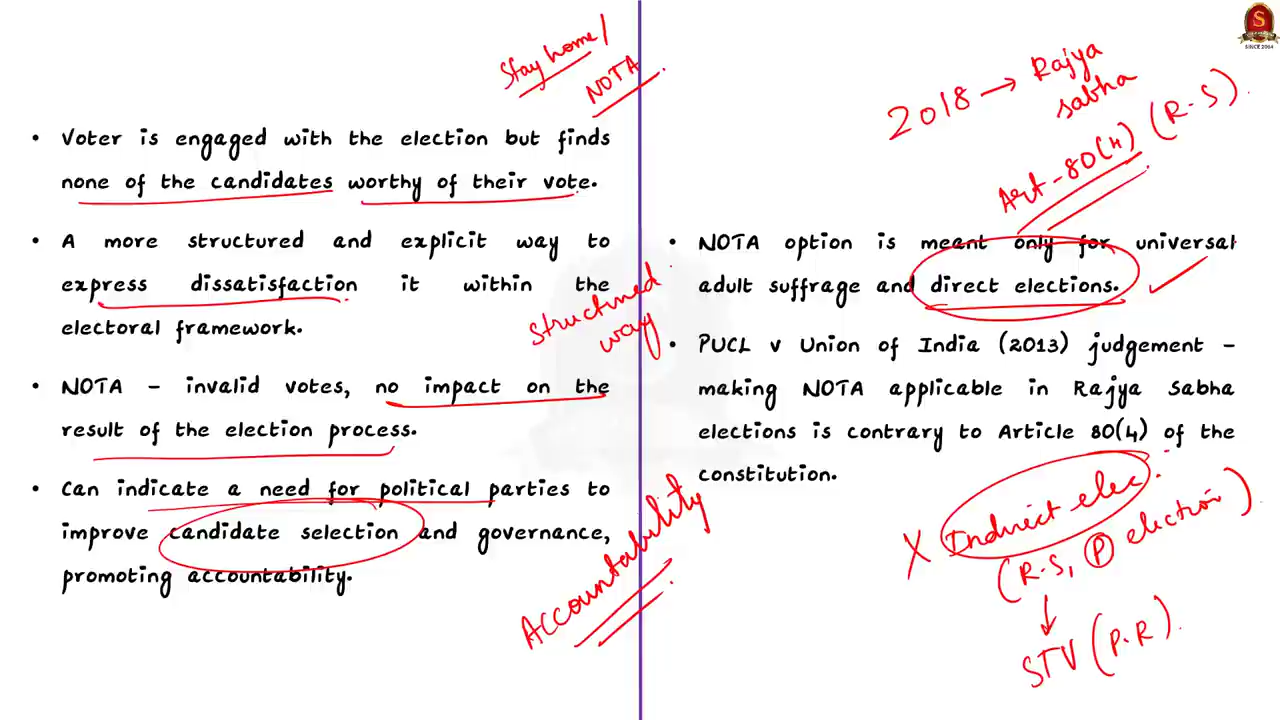 Stay home/
NOTA
• Voter is engaged with the election but finds
none of the candidates worthy of their vote.
• A more structured and explicit way to
express dissatisfaction it within the
electoral framework.
structured
way
• NOTA – invalid votes, no impact on the
result of the election process.
• Can indicate a need for political parties to
improve candidate selection and governance,
promoting accountability.
Accountability
S
SINCE 2004
2018 → Rajya
sabha
Art-80(4) (R-S).
• NOTA option is meant only for universal
adult suffrage and direct elections.
• PUCL v Union of India (2013) judgement –
making NOTA applicable in Rajya Sabha
elections is contrary to Article 80(4) of the
constitution.
X Indirect elec.
(R-S, P election)
↓
STV (P-R).